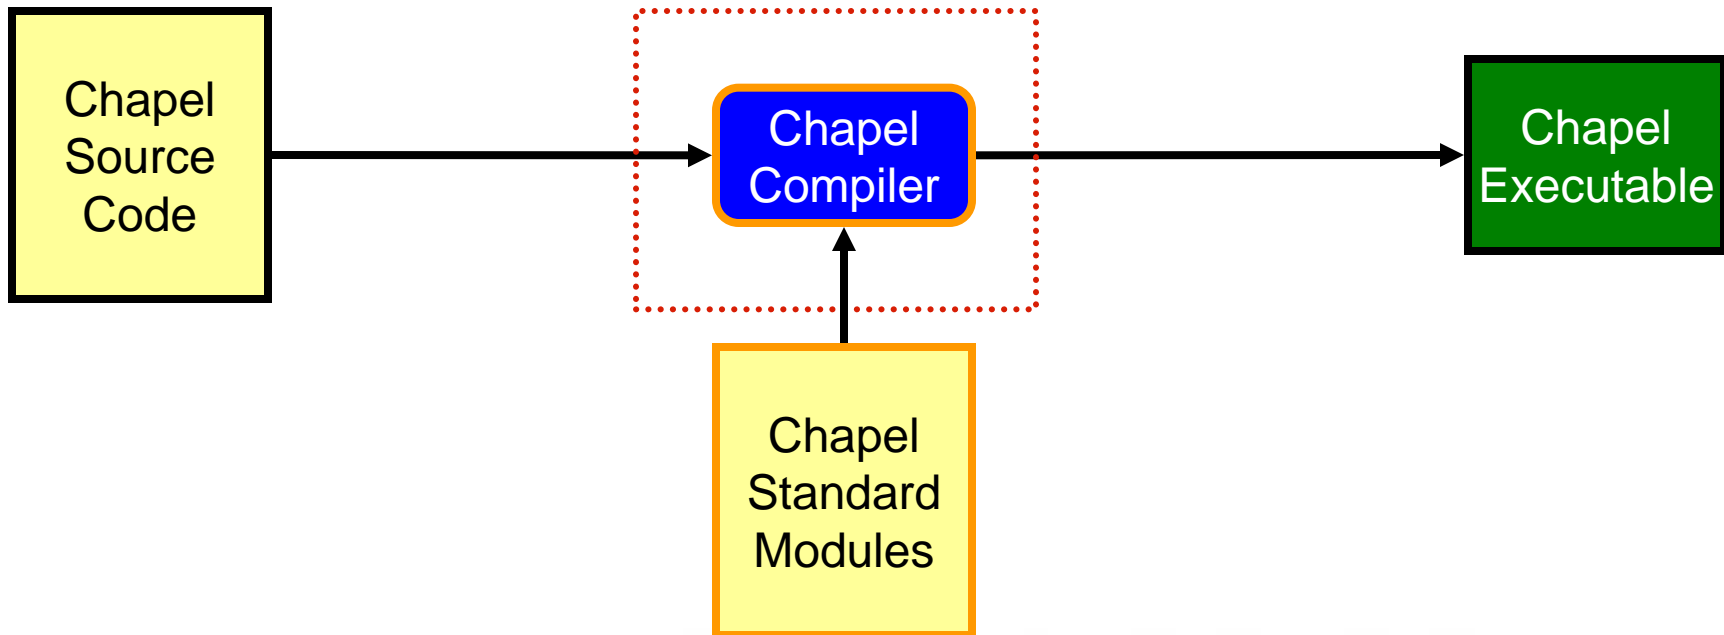 Chapel
Source
Code
Chapel
Compiler
Chapel
Executable
Chapel
Standard
Modules